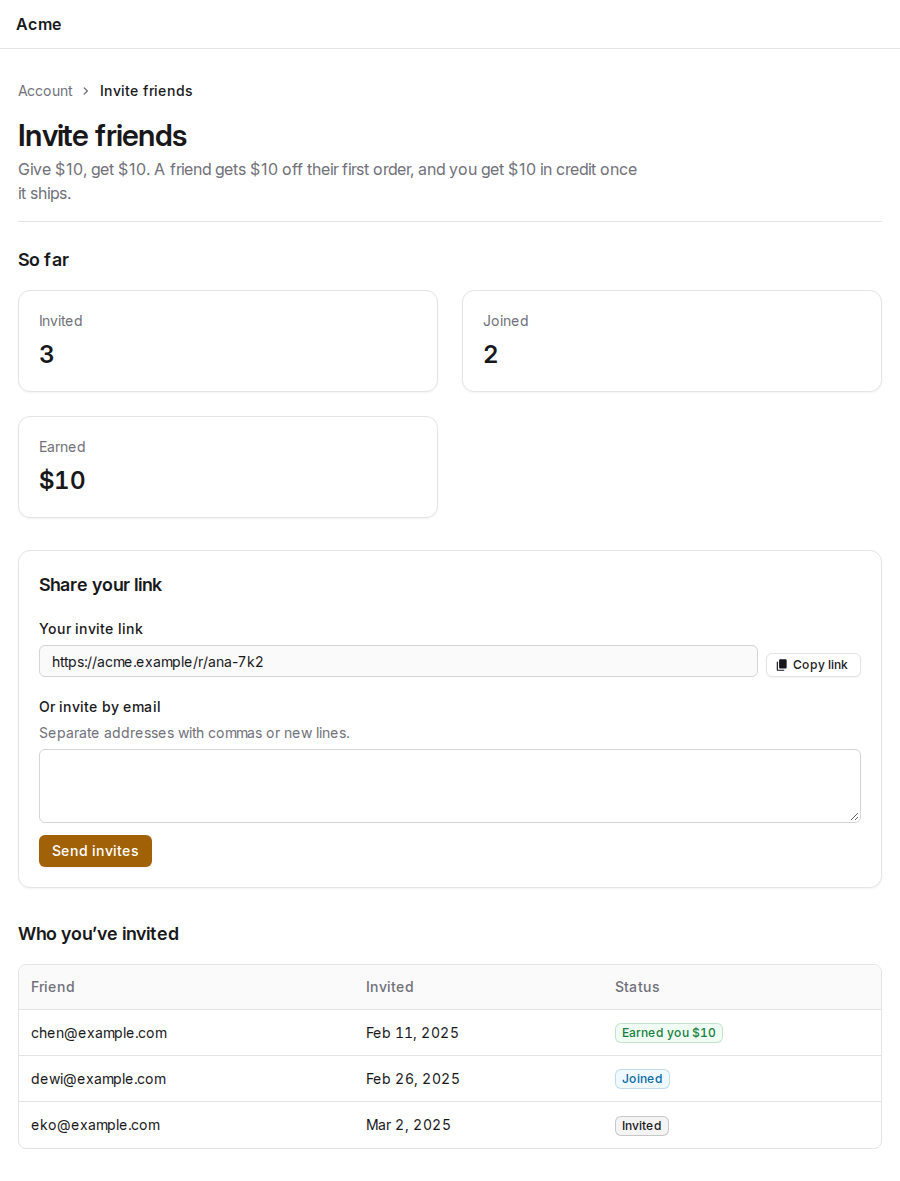 Acme
Account > Invite friends
Invite friends
Give $10, get $10. A friend gets $10 off their first order, and you get $10 in credit once
it ships.
So far
Invited
3
Joined
2
Earned
$10
Share your link
Your invite link
https://acme.example/r/ana-7k2
Copy link
Or invite by email
Separate addresses with commas or new lines.
Send invites
Who you’ve invited
Friend Invited Status
chen@example.com Feb 11, 2025 Earned you $10
dewi@example.com Feb 26, 2025 Joined
eko@example.com Mar 2, 2025 Invited